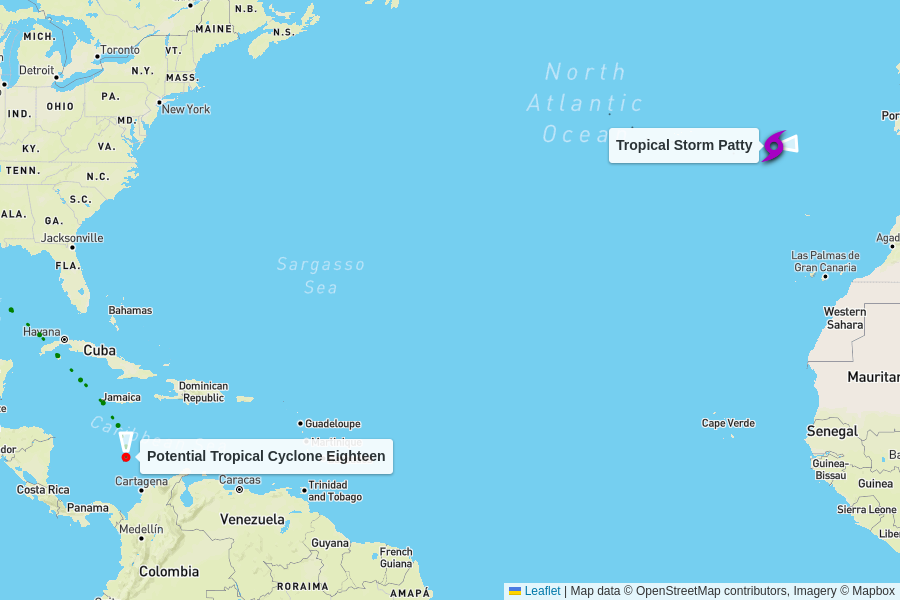 N.B.
MICH.
MAINE
N.S.
Toronto
VT.
Detroit
N.Y.
MASS.
North
Atlantic
Ocea
PA.
OHIO
New York
IND.
MD.
Por
KY.
VA.
Tropical Storm Patty
TENN.
N.C.
S.C.
ALA.
GA.
Jacksonville
Agad
FLA.
Sargasso
Sea
Las Palmas de
Gran Canaria
Bahamas
Western
Sahara
Havana
Cuba
Dominican
Republic
Jamaica
Mauritan
Guadeloupe
Martinique
Cape Verde
Senegal
Potential Tropical Cyclone Eighteen
dor
Ba
Guinea-
Bissau
Guinea
Cartagena
Caracas
Trinidad
and Tobago
Costa Rica
Panama
Sierra Leone
Venezuela
Medellín
Liber
Guyana
French
Guiana
Colombia
RORAIMA
AMAPÁ
Leaflet | Map data © OpenStreetMap contributors, Imagery © Mapbox